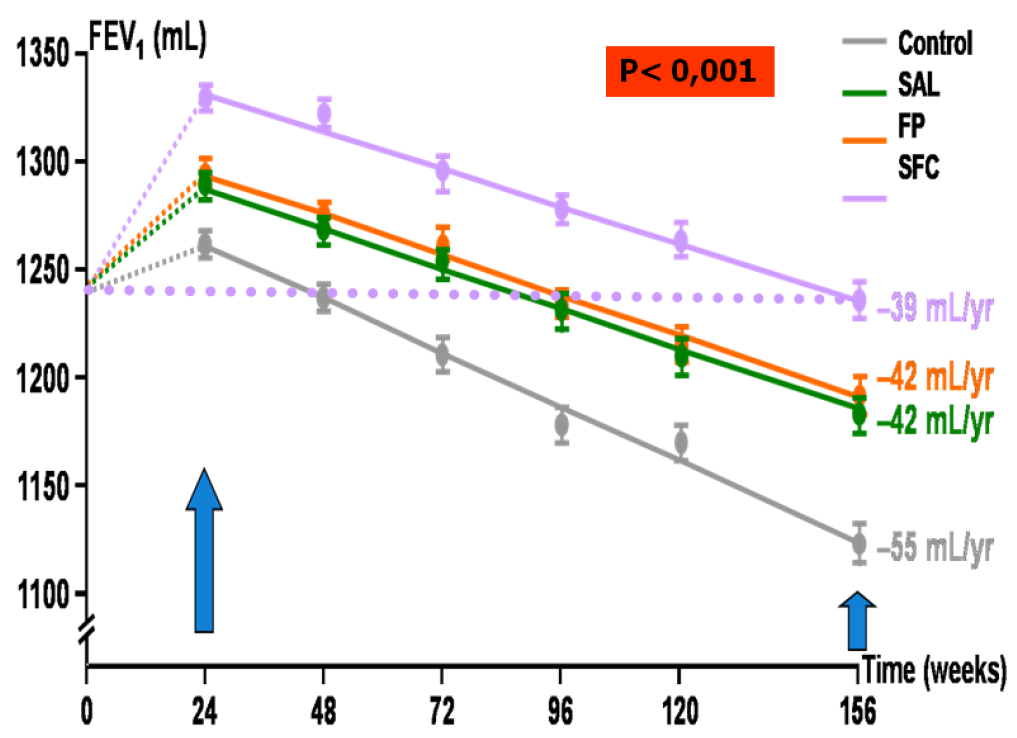 FEV1 (mL)
1350
1300
1250
1200
1150
1100
P< 0,001
Control
SAL
FP
SFC
–39 mL/yr
–42 mL/yr
–42 mL/yr
–55 mL/yr
Time (weeks)
0 24 48 72 96 120 156